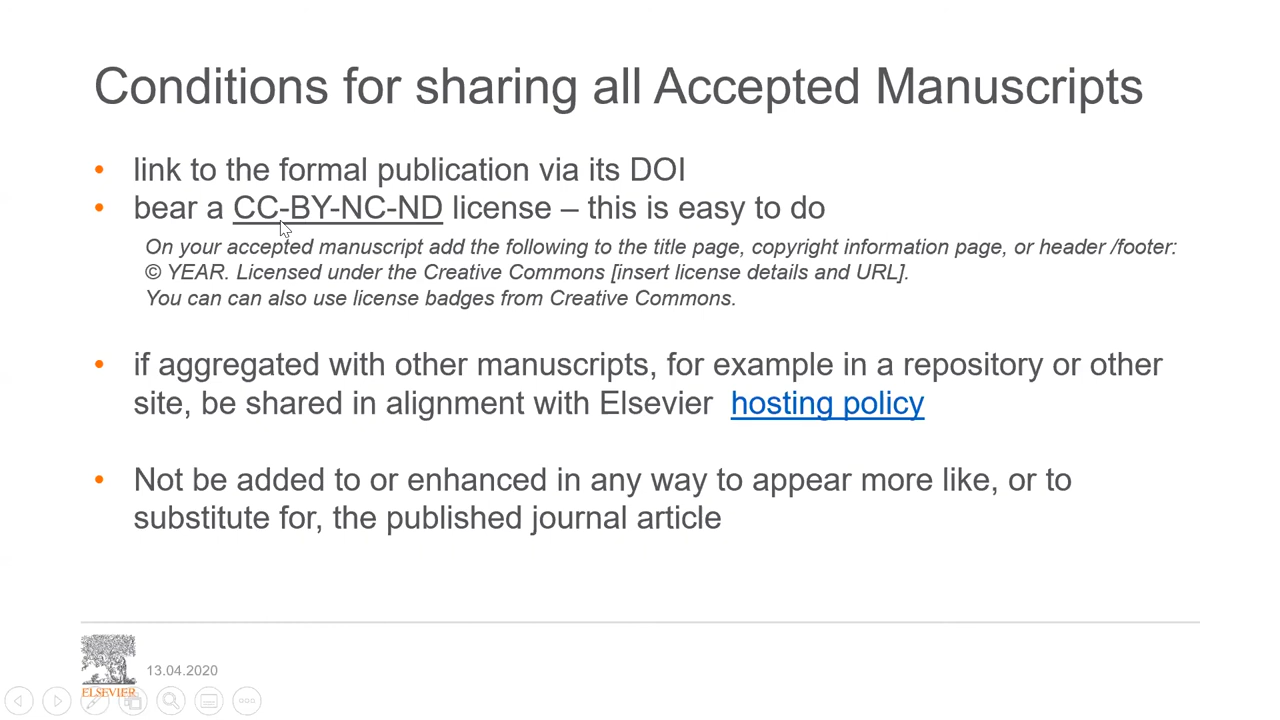 Conditions for sharing all Accepted Manuscripts
• link to the formal publication via its DOI
• bear a CC-BY-NC-ND license – this is easy to do
On your accepted manuscript add the following to the title page, copyright information page, or header /footer:
© YEAR. Licensed under the Creative Commons [insert license details and URL].
You can can also use license badges from Creative Commons.
• if aggregated with other manuscripts, for example in a repository or other
site, be shared in alignment with Elsevier hosting policy
• Not be added to or enhanced in any way to appear more like, or to
substitute for, the published journal article
13.04.2020
ELSEVIER